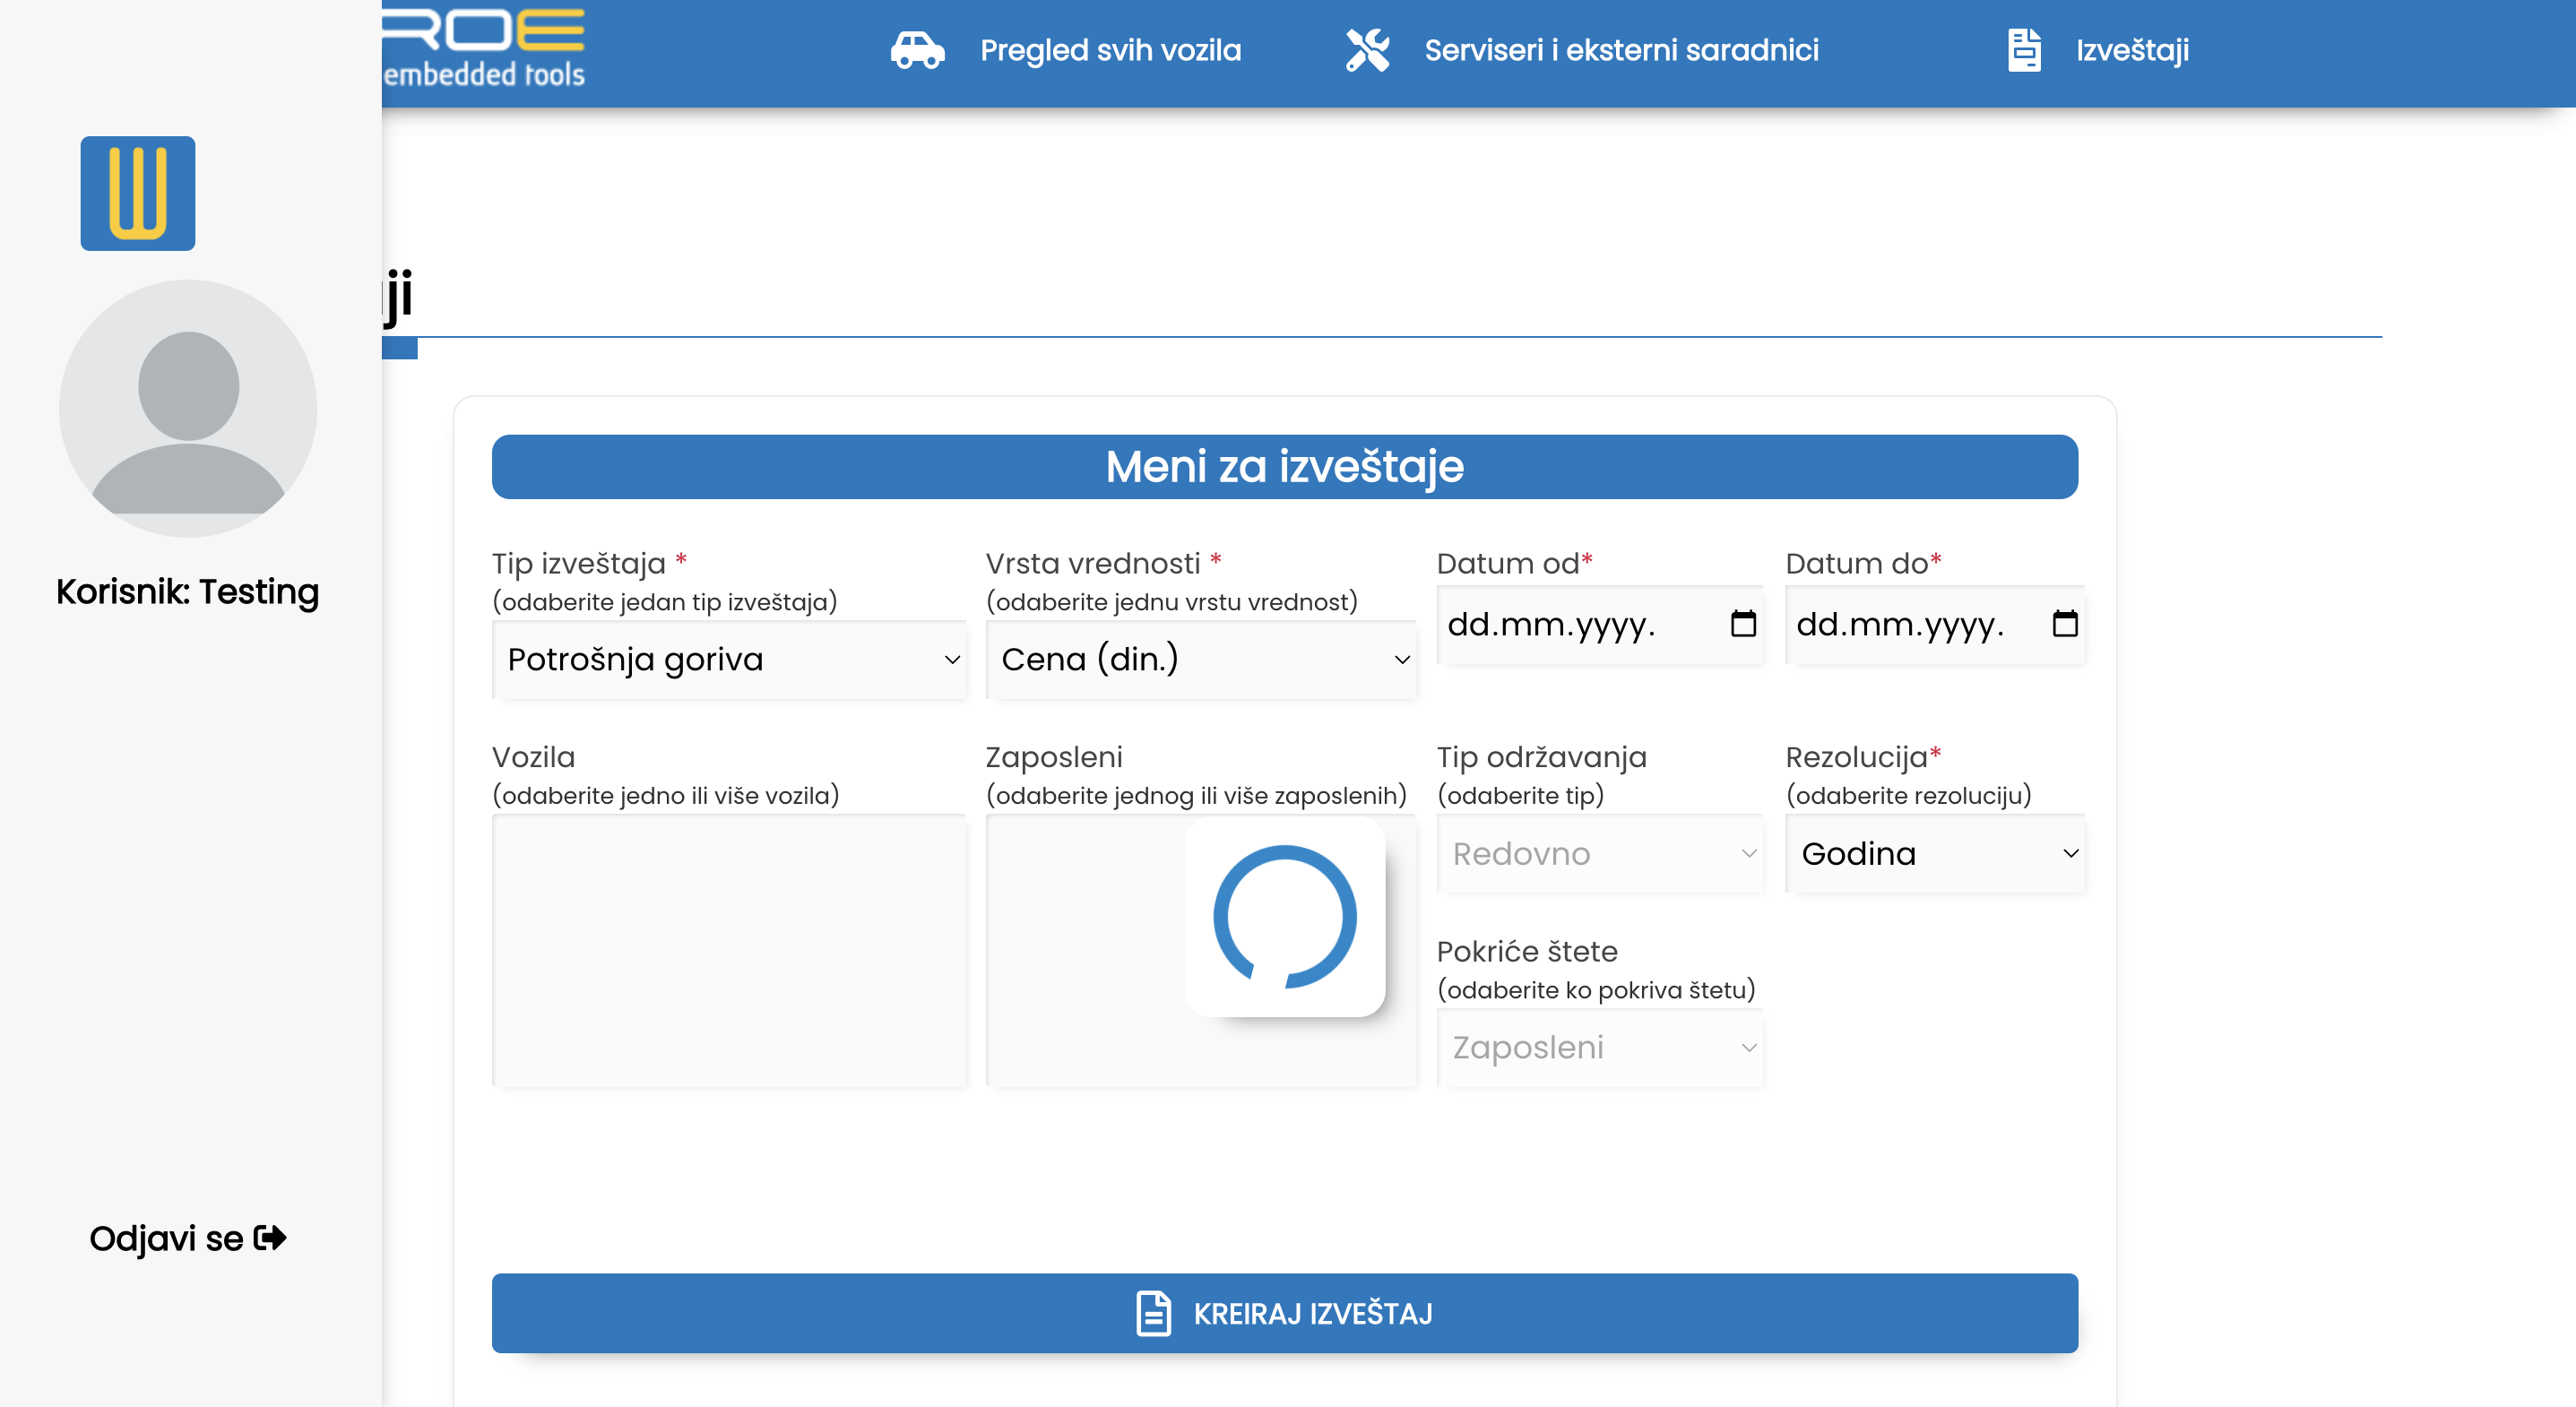 ROE
embedded tools
Pregled svih vozila
Serviseri i eksterni saradnici
Izveštaji
Korisnik: Testing
Odjavi se
ji
Meni za izveštaje
Tip izveštaja *
(odaberite jedan tip izveštaja)
Potrošnja goriva
Vrsta vrednosti *
(odaberite jednu vrstu vrednost)
Cena (din.)
Datum od*
dd.mm.yyyy.
Datum do*
dd.mm.yyyy.
Vozila
(odaberite jedno ili više vozila)
Zaposleni
(odaberite jednog ili više zaposlenih)
Tip održavanja
(odaberite tip)
Redovno
Rezolucija*
(odaberite rezoluciju)
Godina
Pokriće štete
(odaberite ko pokriva štetu)
Zaposleni
KREIRAJ IZVEŠTAJ